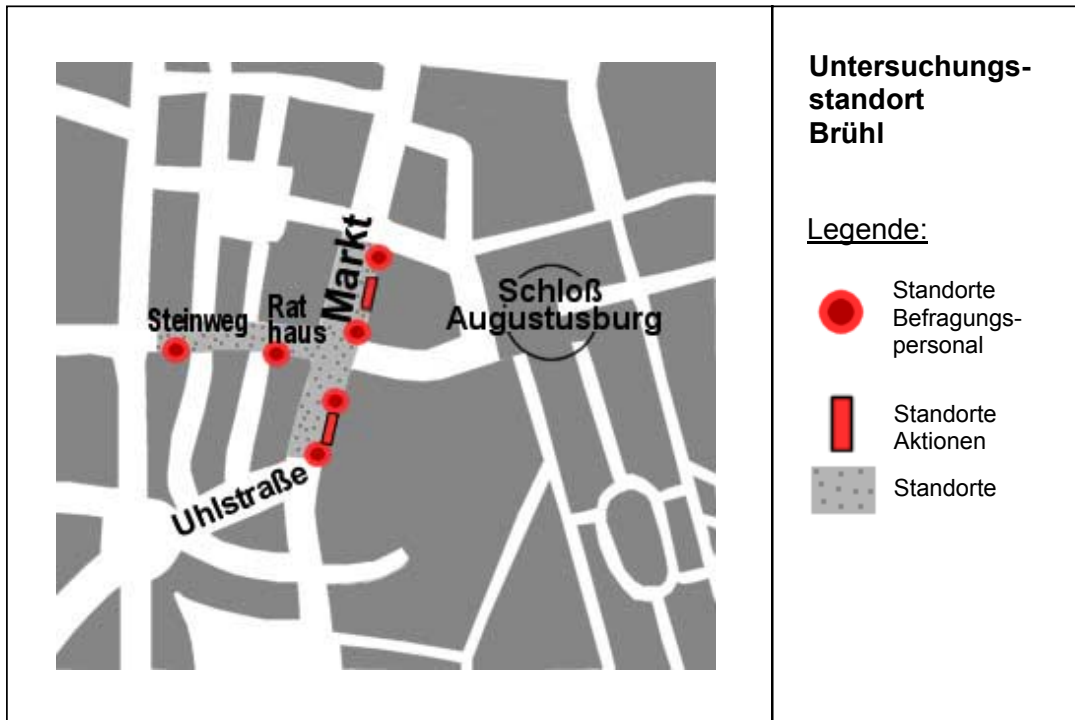 Untersuchungs-
standort
Brühl
Legende:
Standorte
Befragungs-
personal
Standorte
Aktionen
Standorte
Markt
Schloß
Augustusburg
Steinweg
Rat
haus
Uhlstraße